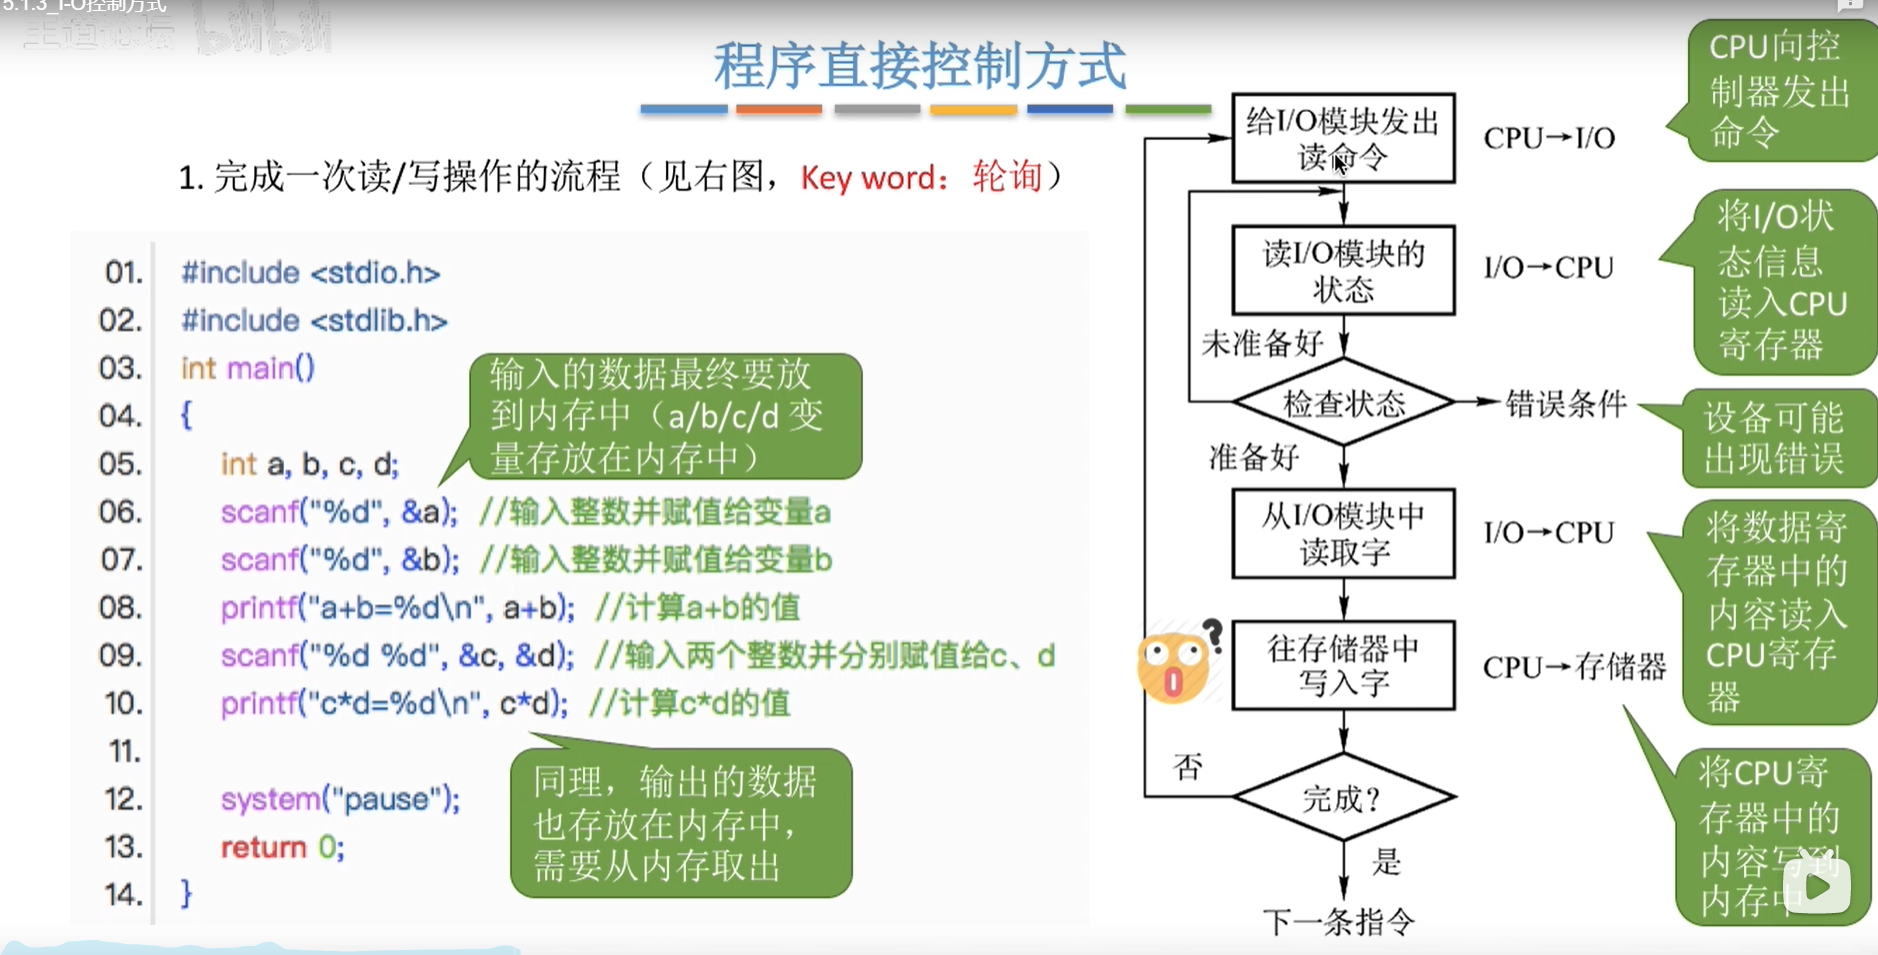 5.1.3_I-O控制方式
王道论坛 bilibili
程序直接控制方式
1. 完成一次读/写操作的流程（见右图，Key word：轮询）
01. #include <stdio.h>
02. #include <stdlib.h>
03. int main()
04. {
05. int a, b, c, d;
06. scanf("%d", &a); //输入整数并赋值给变量a
07. scanf("%d", &b); //输入整数并赋值给变量b
08. printf("a+b=%d\n", a+b); //计算a+b的值
09. scanf("%d %d", &c, &d); //输入两个整数并分别赋值给c、d
10. printf("c*d=%d\n", c*d); //计算c*d的值
11.
12. system("pause");
13. return 0;
14. }
输入的数据最终要放
到内存中（a/b/c/d 变
量存放在内存中）
同理，输出的数据
也存放在内存中，
需要从内存取出
给I/O模块发出
读命令
CPU→I/O
读I/O模块的
状态
I/O→CPU
未准备好
检查状态
错误条件
准备好
从I/O模块中
读取字
I/O→CPU
往存储器中
写入字
CPU→存储器
否
完成？
是
下一条指令
CPU向控
制器发出
命令
将I/O状
态信息
读入CPU
寄存器
设备可能
出现错误
将数据寄
存器中的
内容读入
CPU寄存
器
将CPU寄
存器中的
内容写到
内存中